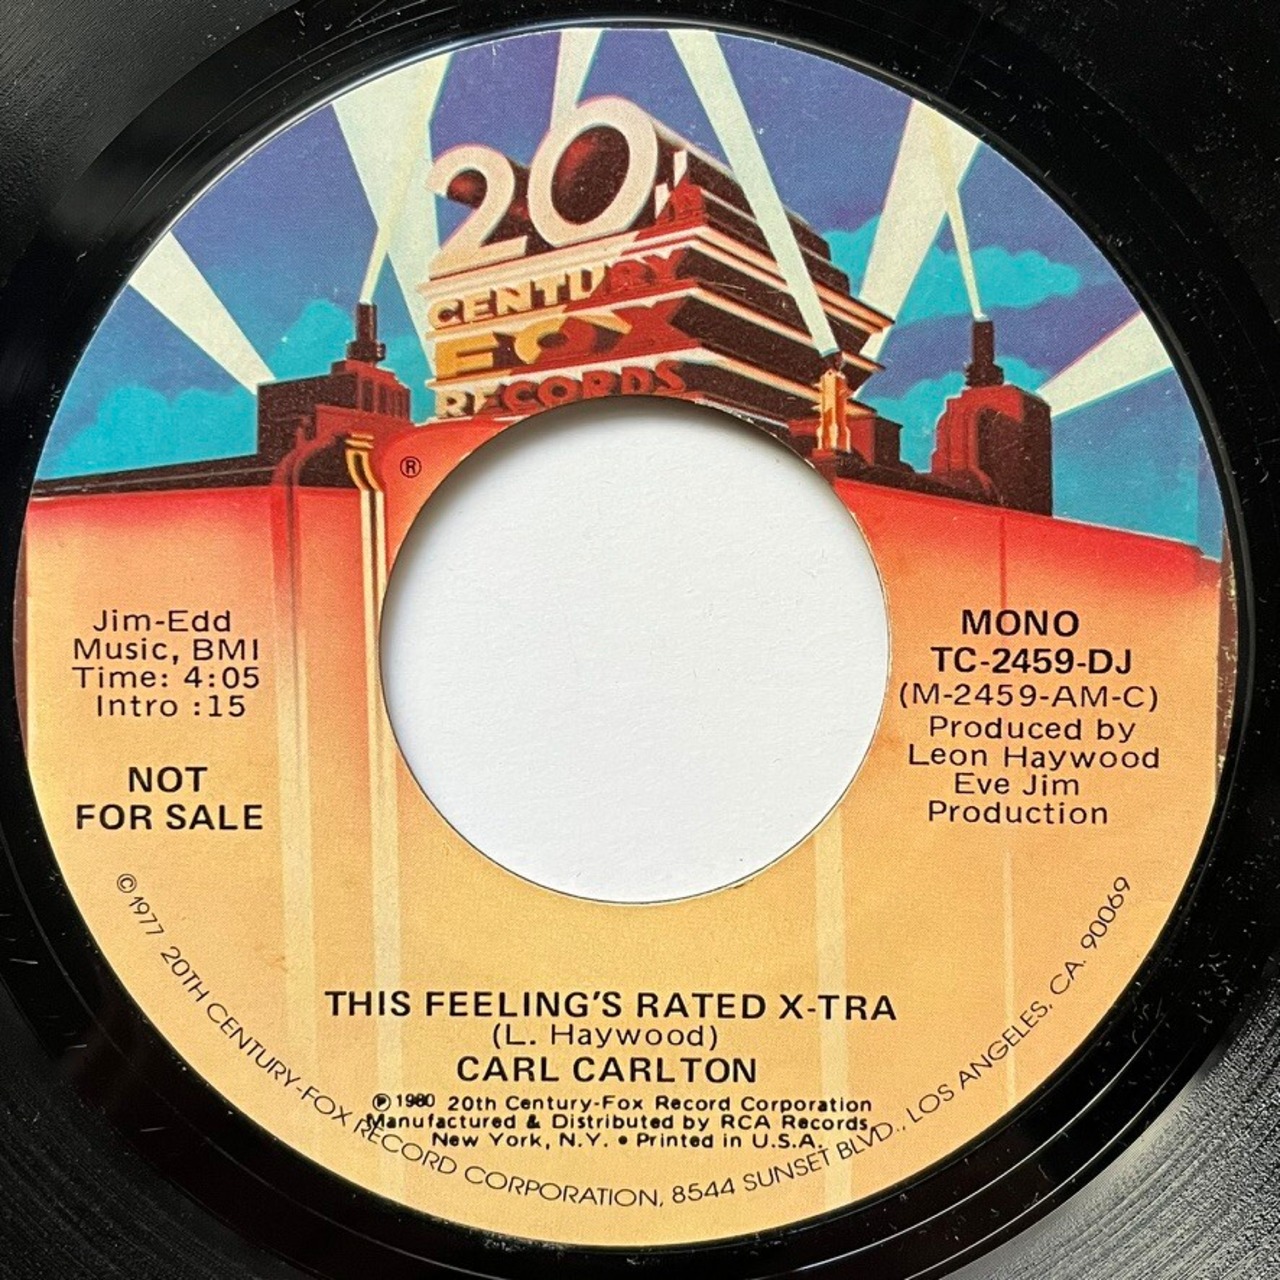 20th
CENTURY
FOX
RECORDS
®
Jim-Edd
Music, BMI
Time: 4:05
Intro :15
NOT
FOR SALE
MONO
TC-2459-DJ
(M-2459-AM-C)
Produced by
Leon Haywood
Eve Jim
Production
THIS FEELING'S RATED X-TRA
(L. Haywood)
CARL CARLTON
℗ 1980 20th Century-Fox Record Corporation
Manufactured & Distributed by RCA Records,
New York, N.Y. • Printed in U.S.A.
© 1977 20TH CENTURY-FOX RECORD CORPORATION, 8544 SUNSET BLVD., LOS ANGELES, CA. 90069